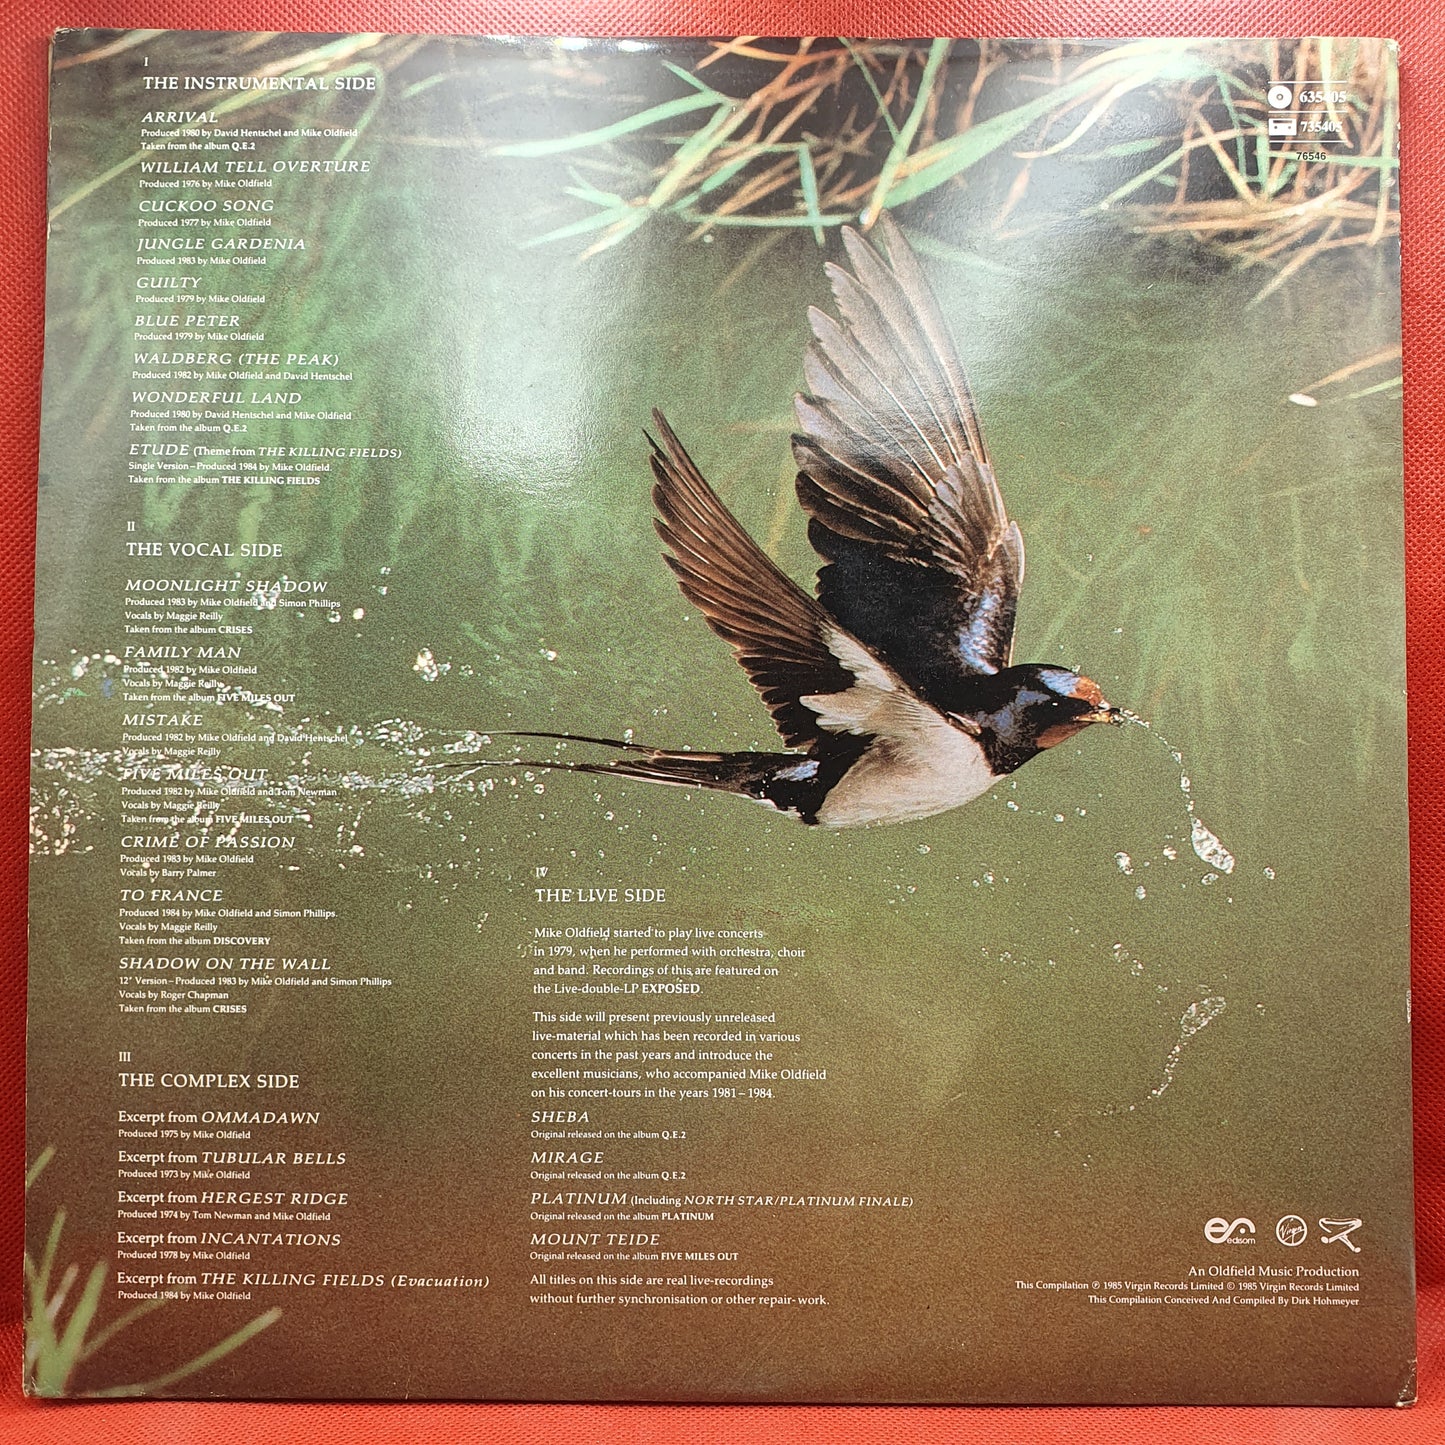 I
THE INSTRUMENTAL SIDE
ARRIVAL
Produced 1980 by David Hentschel and Mike Oldfield
Taken from the album Q.E.2
WILLIAM TELL OVERTURE
Produced 1976 by Mike Oldfield
CUCKOO SONG
Produced 1977 by Mike Oldfield
JUNGLE GARDENIA
Produced 1983 by Mike Oldfield
GUILTY
Produced 1979 by Mike Oldfield
BLUE PETER
Produced 1979 by Mike Oldfield
WALDBERG (THE PEAK)
Produced 1982 by Mike Oldfield and David Hentschel
WONDERFUL LAND
Produced 1980 by David Hentschel and Mike Oldfield
Taken from the album Q.E.2
ETUDE (Theme from THE KILLING FIELDS)
Single Version – Produced 1984 by Mike Oldfield.
Taken from the album THE KILLING FIELDS
II
THE VOCAL SIDE
MOONLIGHT SHADOW
Produced 1983 by Mike Oldfield and Simon Phillips
Vocals by Maggie Reilly
Taken from the album CRISES
FAMILY MAN
Produced 1982 by Mike Oldfield
Vocals by Maggie Reilly
Taken from the album FIVE MILES OUT
MISTAKE
Produced 1982 by Mike Oldfield and David Hentschel
Vocals by Maggie Reilly
FIVE MILES OUT
Produced 1982 by Mike Oldfield and Tom Newman
Vocals by Maggie Reilly
Taken from the album FIVE MILES OUT
CRIME OF PASSION
Produced 1983 by Mike Oldfield
Vocals by Barry Palmer
TO FRANCE
Produced 1984 by Mike Oldfield and Simon Phillips.
Vocals by Maggie Reilly
Taken from the album DISCOVERY
SHADOW ON THE WALL
12" Version – Produced 1983 by Mike Oldfield and Simon Phillips
Vocals by Roger Chapman
Taken from the album CRISES
III
THE COMPLEX SIDE
Excerpt from OMMADAWN
Produced 1975 by Mike Oldfield
Excerpt from TUBULAR BELLS
Produced 1973 by Mike Oldfield
Excerpt from HERGEST RIDGE
Produced 1974 by Tom Newman and Mike Oldfield
Excerpt from INCANTATIONS
Produced 1978 by Mike Oldfield
Excerpt from THE KILLING FIELDS (Evacuation)
Produced 1984 by Mike Oldfield
IV
THE LIVE SIDE
Mike Oldfield started to play live concerts
in 1979, when he performed with orchestra, choir
and band. Recordings of this are featured on
the Live-double-LP EXPOSED.
This side will present previously unreleased
live-material which has been recorded in various
concerts in the past years and introduce the
excellent musicians, who accompanied Mike Oldfield
on his concert-tours in the years 1981 – 1984.
SHEBA
Original released on the album Q.E.2
MIRAGE
Original released on the album Q.E.2
PLATINUM (Including NORTH STAR/PLATINUM FINALE)
Original released on the album PLATINUM
MOUNT TEIDE
Original released on the album FIVE MILES OUT
All titles on this side are real live-recordings
without further synchronisation or other repair-work.
635405
735405
76546
edisom
Virgin
An Oldfield Music Production
This Compilation ℗ 1985 Virgin Records Limited © 1985 Virgin Records Limited
This Compilation Conceived And Compiled By Dirk Hohmeyer